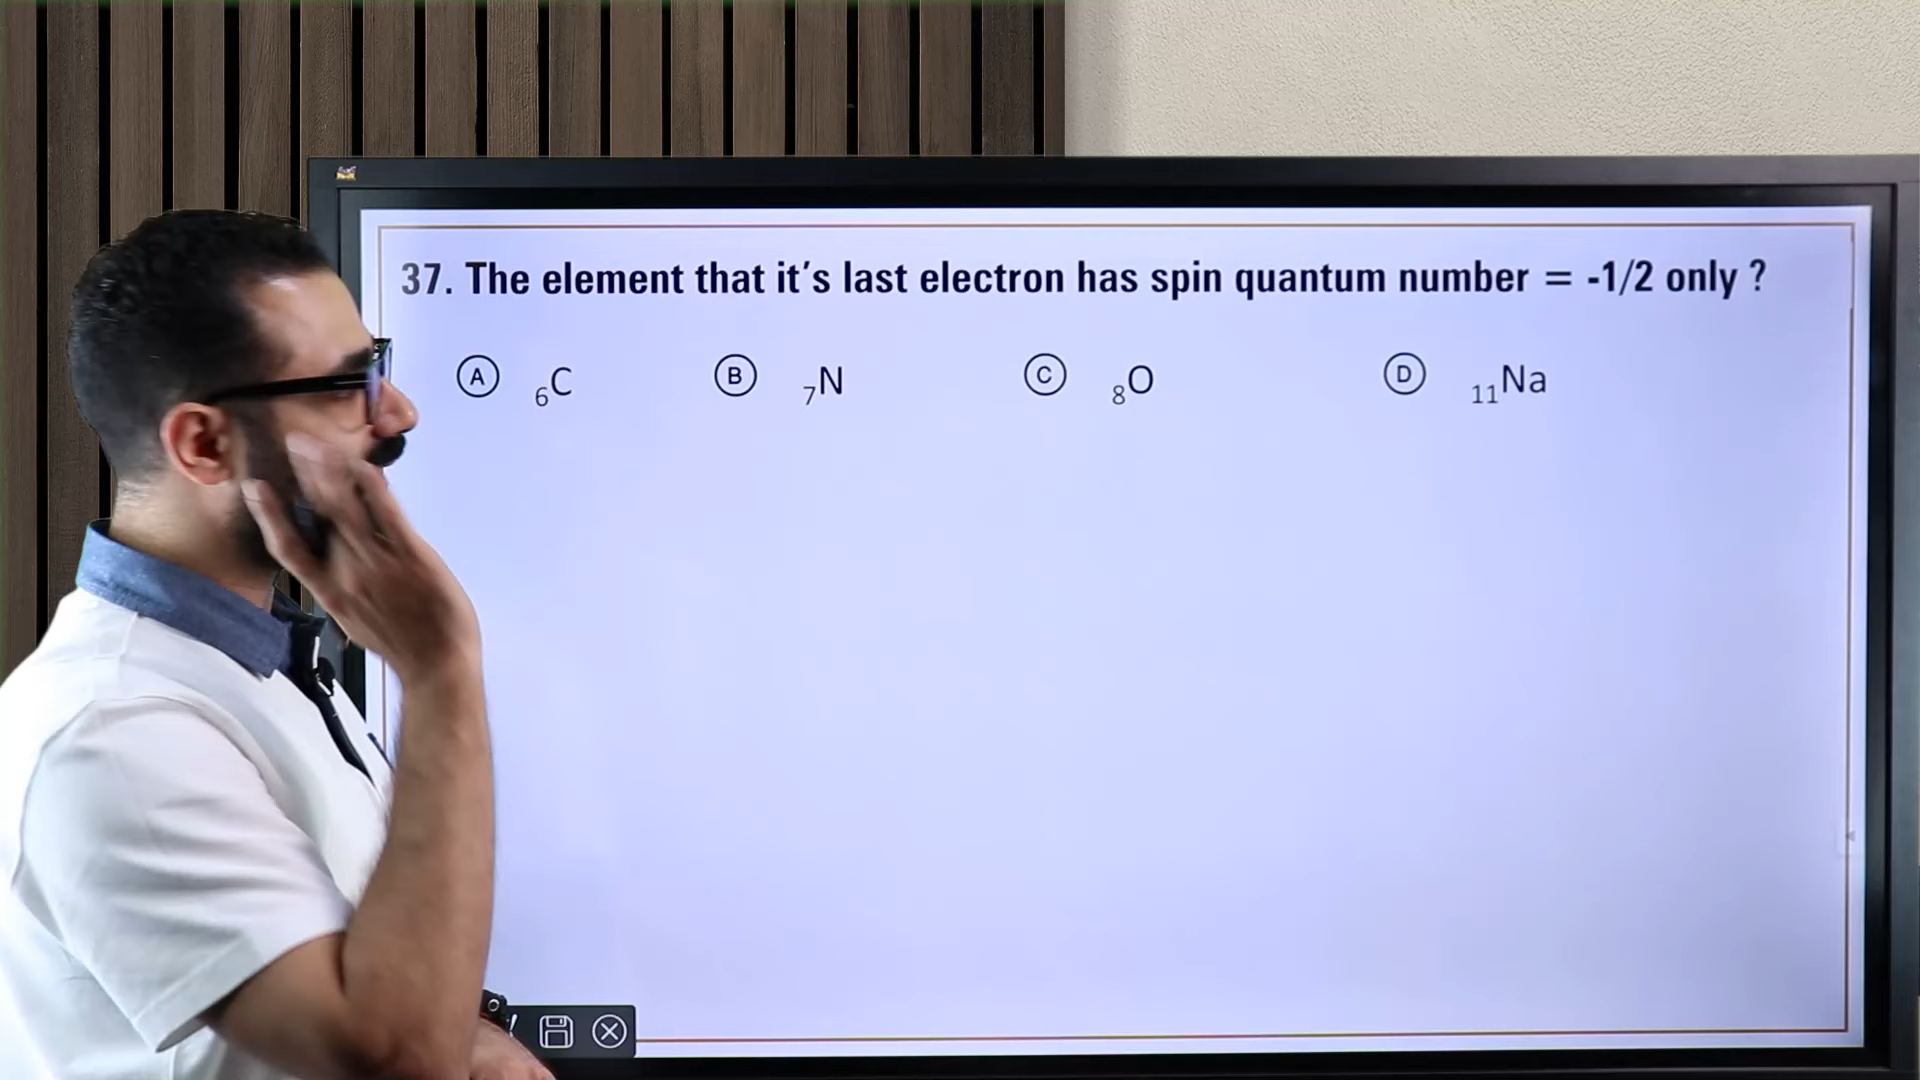 37. The element that it’s last electron has spin quantum number = -1/2 only ?
A ₆C B ₇N C ₈O D ₁₁Na